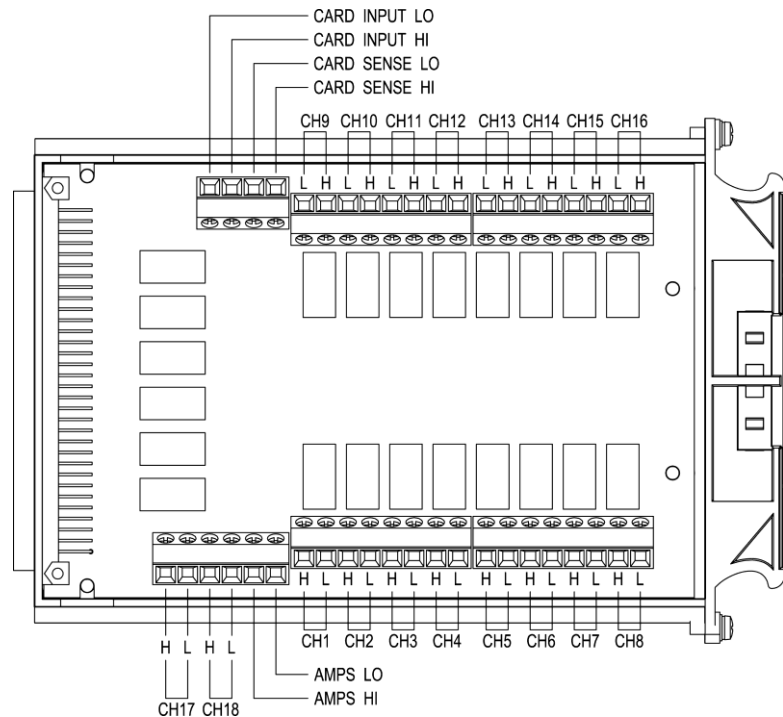 CARD INPUT LO
CARD INPUT HI
CARD SENSE LO
CARD SENSE HI
CH9 CH10 CH11 CH12 CH13 CH14 CH15 CH16
L H L H L H L H L H L H L H L H
H L H L H L H L H L H L H L H L
CH1 CH2 CH3 CH4 CH5 CH6 CH7 CH8
H L H L
AMPS LO
AMPS HI
CH17 CH18